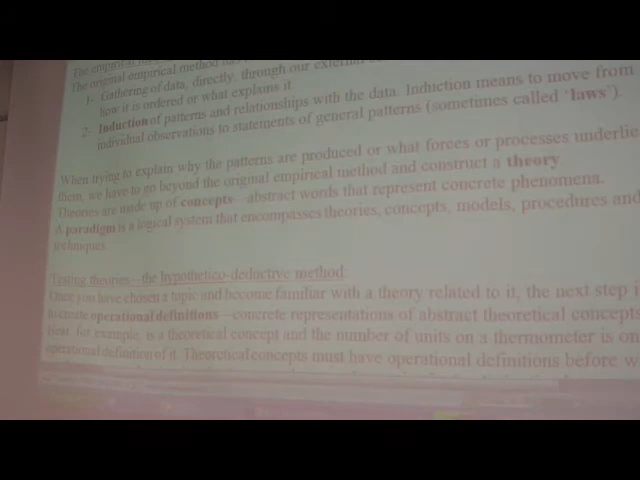 The empirical
The original empirical method has
1- Gathering of data, directly, through our external
how it is ordered or what explains it
2- Induction of patterns and relationships with the data. Induction means to move from
individual observations to statements of general patterns (sometimes called ‘laws’).
When trying to explain why the patterns are produced or what forces or processes underlie
them, we have to go beyond the original empirical method and construct a theory
Theories are made up of concepts—abstract words that represent concrete phenomena.
A paradigm is a logical system that encompasses theories, concepts, models, procedures and
techniques.
Testing theories—the hypothetico-deductive method
Once you have chosen a topic and become familiar with a theory related to it, the next step i
to create operational definitions—concrete representations of abstract theoretical concepts
Heat, for example, is a theoretical concept and the number of units on a thermometer is on
operational definition of it. Theoretical concepts must have operational definitions before w